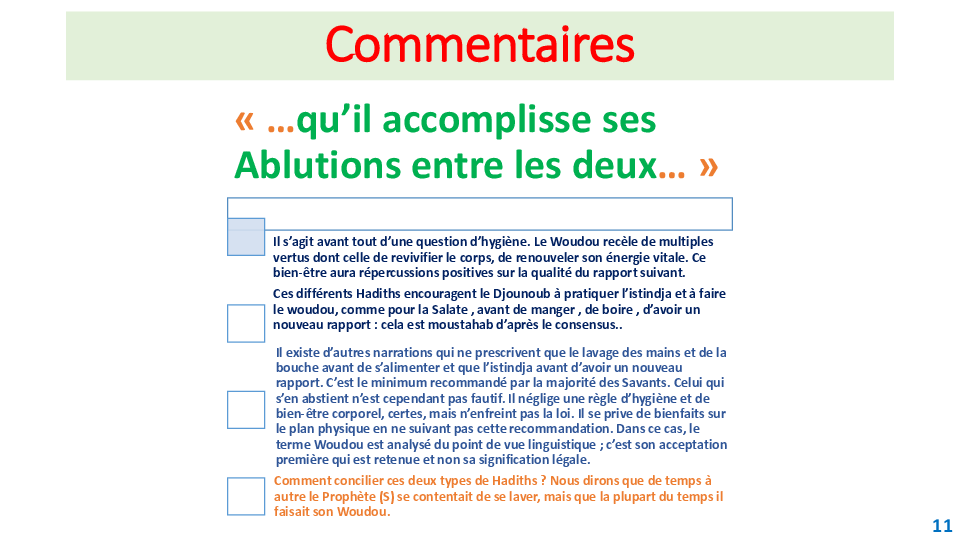 Commentaires
« …qu’il accomplisse ses
Ablutions entre les deux… »
Il s’agit avant tout d’une question d’hygiène. Le Woudou recèle de multiples
vertus dont celle de revivifier le corps, de renouveler son énergie vitale. Ce
bien-être aura répercussions positives sur la qualité du rapport suivant.
Ces différents Hadiths encouragent le Djounoub à pratiquer l’istindja et à faire
le woudou, comme pour la Salate , avant de manger , de boire , d’avoir un
nouveau rapport : cela est moustahab d’après le consensus..
Il existe d’autres narrations qui ne prescrivent que le lavage des mains et de la
bouche avant de s’alimenter et que l’istindja avant d’avoir un nouveau
rapport. C’est le minimum recommandé par la majorité des Savants. Celui qui
s’en abstient n’est cependant pas fautif. Il néglige une règle d’hygiène et de
bien-être corporel, certes, mais n’enfreint pas la loi. Il se prive de bienfaits sur
le plan physique en ne suivant pas cette recommandation. Dans ce cas, le
terme Woudou est analysé du point de vue linguistique ; c’est son acceptation
première qui est retenue et non sa signification légale.
Comment concilier ces deux types de Hadiths ? Nous dirons que de temps à
autre le Prophète (S) se contentait de se laver, mais que la plupart du temps il
faisait son Woudou.
11